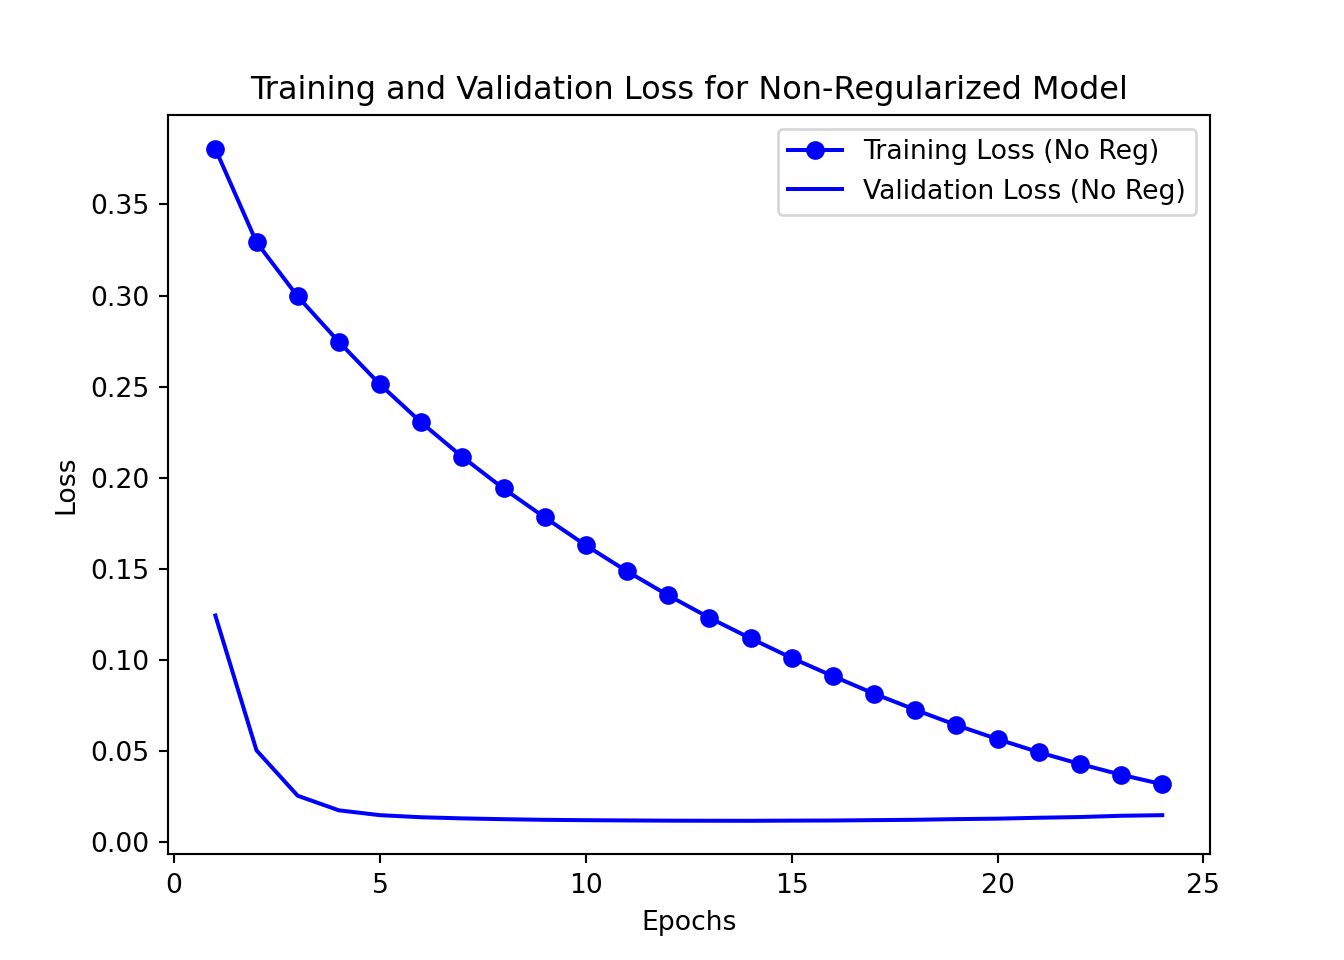 Training and Validation Loss for Non-Regularized Model
Training Loss (No Reg)
Validation Loss (No Reg)
0.35
0.30
0.25
0.20
0.15
0.10
0.05
0.00
Loss
0 5 10 15 20 25
Epochs